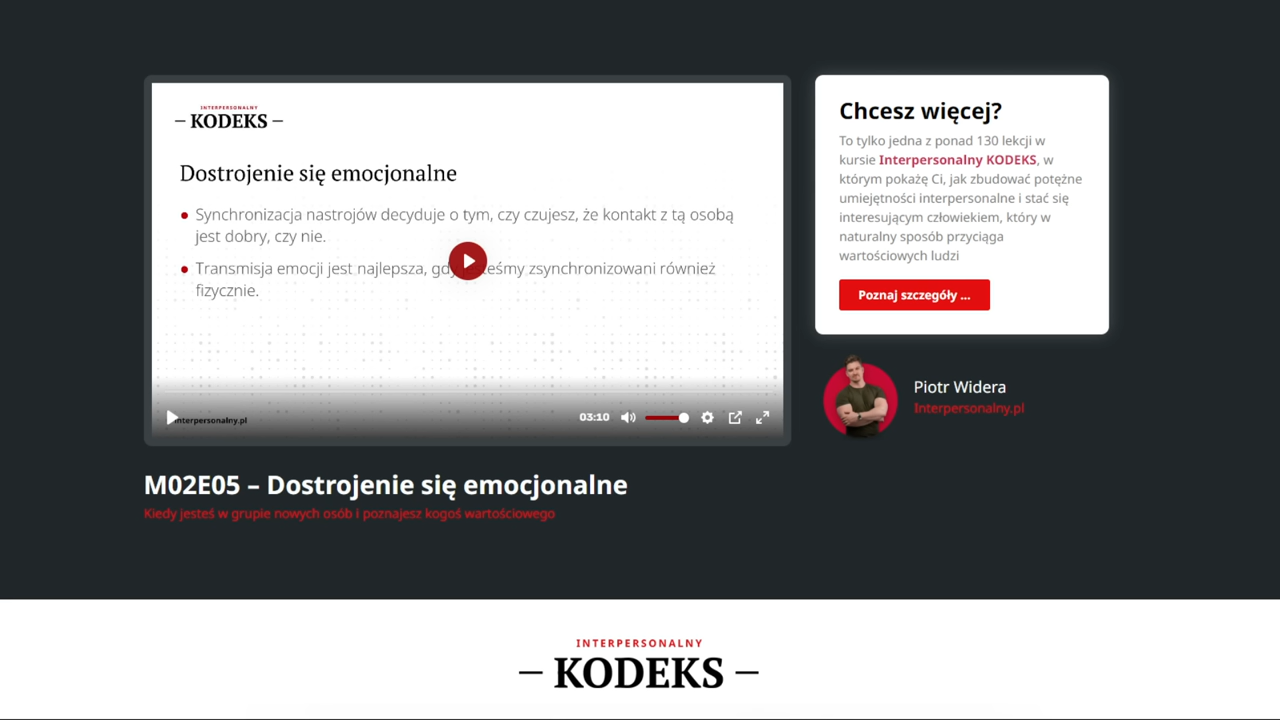 INTERPERSONALNY
– KODEKS –
Dostrojenie się emocjonalne
Synchronizacja nastrojów decyduje o tym, czy czujesz, że kontakt z tą osobą
jest dobry, czy nie.
Transmisja emocji jest najlepsza, zsynchronizowani również
fizycznie.
interpersonalny.pl
03:10
M02E05 – Dostrojenie się emocjonalne
Kiedy jesteś w grupie nowych osób i poznajesz kogoś wartościowego
Chcesz więcej?
To tylko jedna z ponad 130 lekcji w
kursie Interpersonalny KODEKS, w
którym pokażę Ci, jak zbudować potężne
umiejętności interpersonalne i stać się
interesującym człowiekiem, który w
naturalny sposób przyciąga
wartościowych ludzi
Poznaj szczegóły ...
Piotr Widera
Interpersonalny.pl
INTERPERSONALNY
– KODEKS –